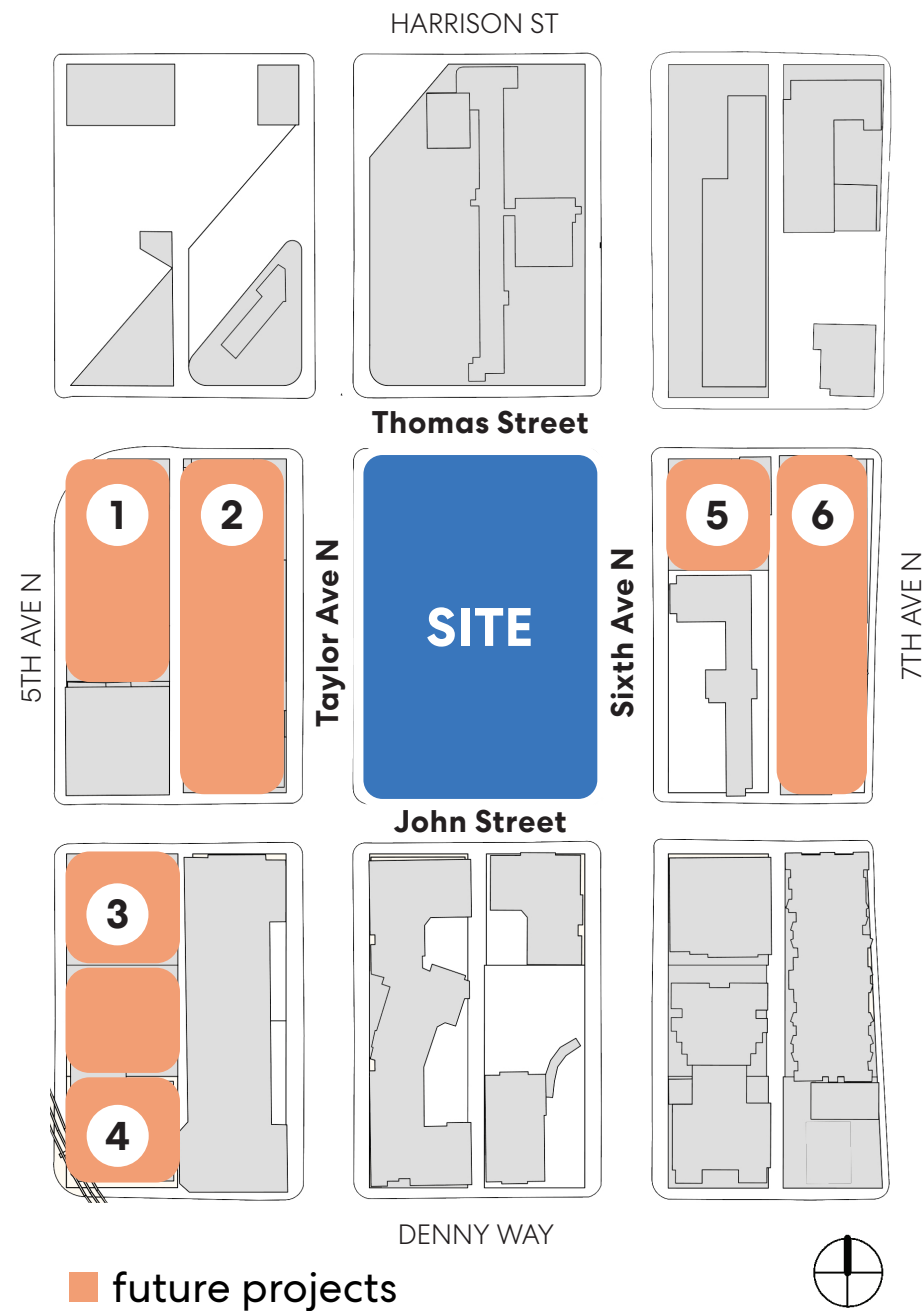 HARRISON ST
Thomas Street
1
2
5
6
5TH AVE N
Taylor Ave N
SITE
Sixth Ave N
7TH AVE N
John Street
3
4
DENNY WAY
future projects